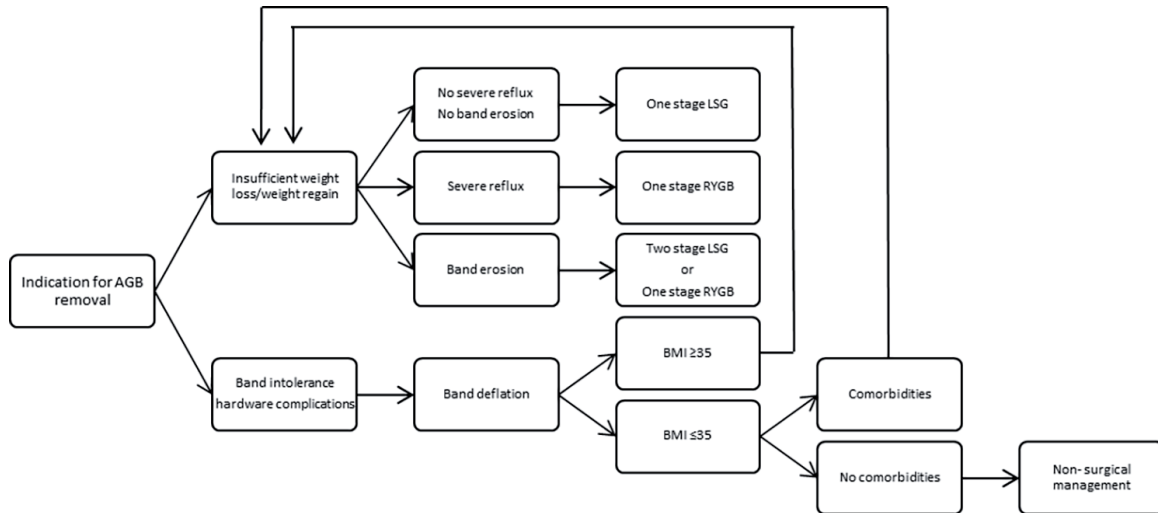 No severe reflux
No band erosion
One stage LSG
Insufficient weight
loss/weight regain
Severe reflux
One stage RYGB
Indication for AGB
removal
Band erosion
Two stage LSG
or
One stage RYGB
Band intolerance
hardware complications
Band deflation
BMI ≥35
BMI ≤35
Comorbidities
No comorbidities
Non- surgical
management